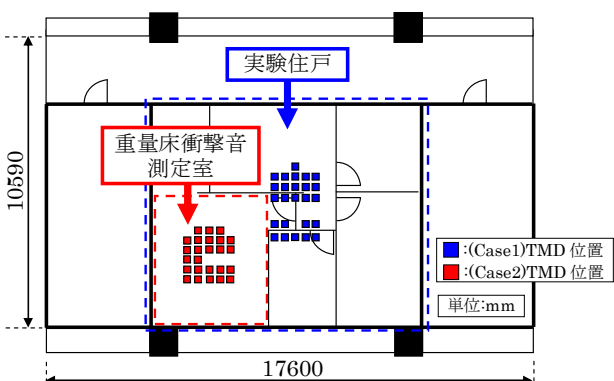 実験住戸
重量床衝撃音
測定室
10590
■:(Case1)TMD 位置
■:(Case2)TMD 位置
単位:mm
17600